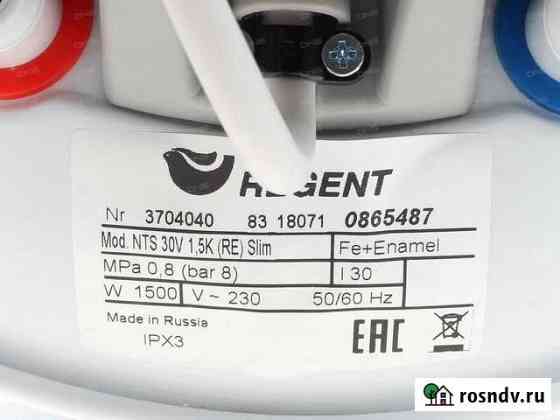 REGENT
Nr 3704040 83 18071 0865487
Mod. NTS 30V 1,5K (RE) Slim Fe+Enamel
MPa 0,8 (bar 8) l 30
W 1500 V ~ 230 50/60 Hz
Made in Russia
IPX3
EAC
rosndv.ru